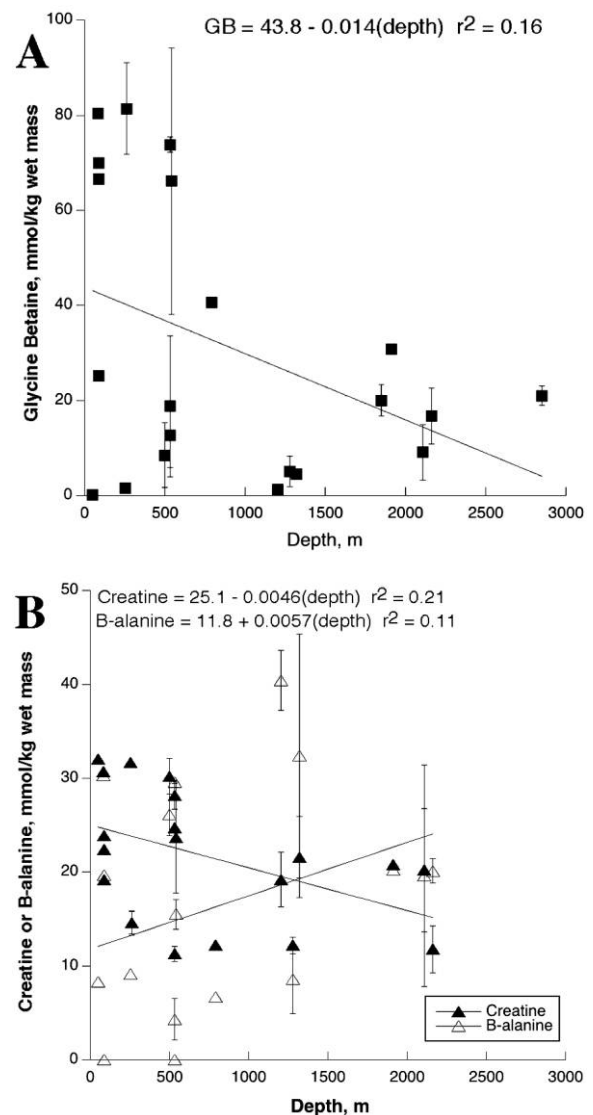 A
GB = 43.8 - 0.014(depth) r² = 0.16
Glycine Betaine, mmol/kg wet mass
100
80
60
40
20
0
0 500 1000 1500 2000 2500 3000
Depth, m
B
Creatine = 25.1 - 0.0046(depth) r² = 0.21
B-alanine = 11.8 + 0.0057(depth) r² = 0.11
Creatine or B-alanine, mmol/kg wet mass
50
40
30
20
10
0
Creatine
B-alanine
0 500 1000 1500 2000 2500 3000
Depth, m